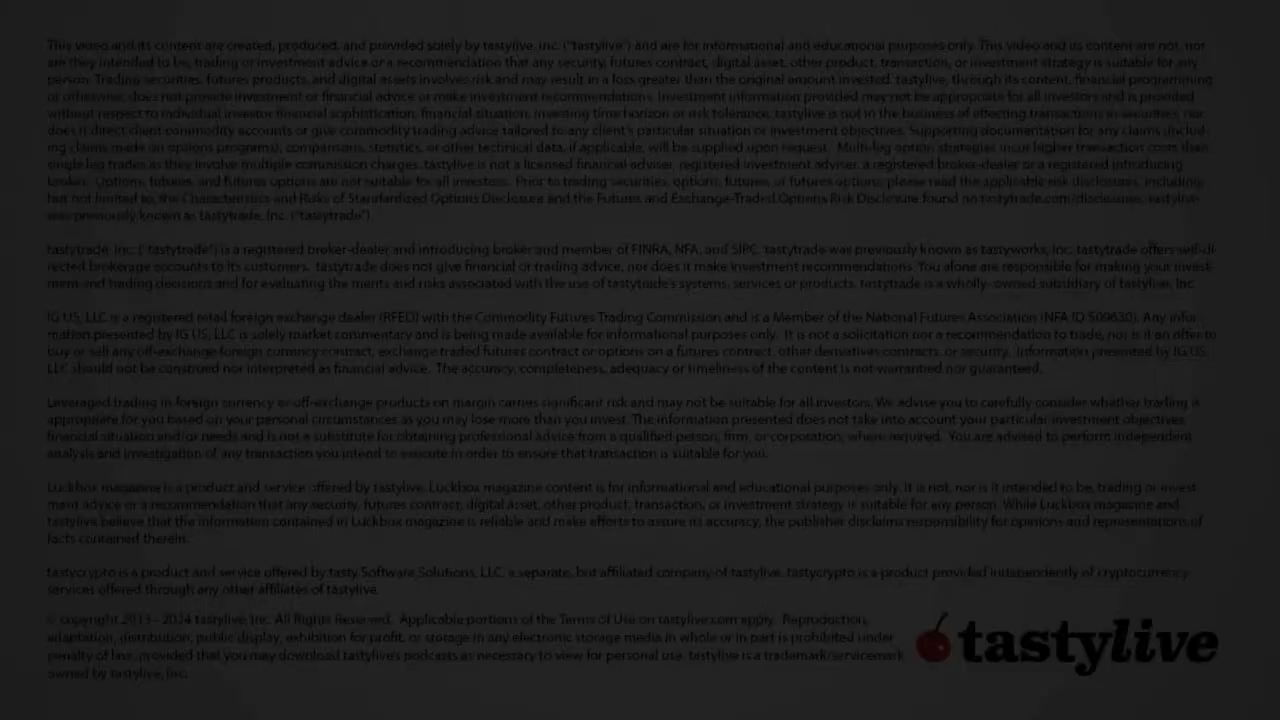 This video and its content are created, produced, and provided solely by tastylive, Inc. ("tastylive") and are for informational and educational purposes only. This video and its content are not, nor
are they intended to be, trading or investment advice or a recommendation that any security, futures contract, digital asset, other product, transaction, or investment strategy is suitable for any
person. Trading securities, futures products, and digital assets involves risk and may result in a loss greater than the original amount invested. tastylive, through its content, financial programming
or otherwise, does not provide investment or financial advice or make investment recommendations. Investment information provided may not be appropriate for all investors and is provided
without respect to individual investor financial sophistication, financial situation, investing time horizon or risk tolerance. tastylive is not in the business of effecting transactions in securities, nor
does it direct client commodity accounts or give commodity trading advice tailored to any client's particular situation or investment objectives. Supporting documentation for any claims (includ-
ing claims made on options programs), comparisons, statistics, or other technical data, if applicable, will be supplied upon request. Multi-leg option strategies incur higher transaction costs than
single leg trades as they involve multiple commission charges. tastylive is not a licensed financial adviser, registered investment adviser, a registered broker-dealer or a registered introducing
broker. Options, futures, and futures options are not suitable for all investors. Prior to trading securities, options, futures, or futures options, please read the applicable risk disclosures, including,
but not limited to, the Characteristics and Risks of Standardized Options Disclosure and the Futures and Exchange-Traded Options Risk Disclosure found on tastytrade.com/disclosures. tastylive
was previously known as tastytrade, Inc. ("tastytrade").
tastytrade, Inc. ("tastytrade") is a registered broker-dealer and introducing broker and member of FINRA, NFA, and SIPC. tastytrade was previously known as tastyworks, Inc. tastytrade offers self-di-
rected brokerage accounts to its customers. tastytrade does not give financial or trading advice, nor does it make investment recommendations. You alone are responsible for making your invest-
ment and trading decisions and for evaluating the merits and risks associated with the use of tastytrade's systems, services or products. tastytrade is a wholly- owned subsidiary of tastylive, Inc.
IG US, LLC is a registered retail foreign exchange dealer (RFED) with the Commodity Futures Trading Commission and is a Member of the National Futures Association (NFA ID 509630). Any infor-
mation presented by IG US, LLC is solely market commentary and is being made available for informational purposes only. It is not a solicitation nor a recommendation to trade, nor is it an offer to
buy or sell any off-exchange foreign currency contract, exchange traded futures contract or options on a futures contract, other derivatives contracts, or security. Information presented by IG US
LLC should not be construed nor interpreted as financial advice. The accuracy, completeness, adequacy or timeliness of the content is not warrantied nor guaranteed.
Leveraged trading in foreign currency or off-exchange products on margin carries significant risk and may not be suitable for all investors. We advise you to carefully consider whether trading is
appropriate for you based on your personal circumstances as you may lose more than you invest. The information presented does not take into account your particular investment objectives,
financial situation and/or needs and is not a substitute for obtaining professional advice from a qualified person, firm, or corporation, where required. You are advised to perform independent
analysis and investigation of any transaction you intend to execute in order to ensure that transaction is suitable for you.
Luckbox magazine is a product and service offered by tastylive. Luckbox magazine content is for informational and educational purposes only. It is not, nor is it intended to be, trading or invest-
ment advice or a recommendation that any security, futures contract, digital asset, other product, transaction, or investment strategy is suitable for any person. While Luckbox magazine and
tastylive believe that the information contained in Luckbox magazine is reliable and make efforts to assure its accuracy, the publisher disclaims responsibility for opinions and representations of
facts contained therein.
tastycrypto is a product and service offered by tasty Software Solutions, LLC, a separate, but affiliated company of tastylive. tastycrypto is a product provided independently of cryptocurrency
services offered through any other affiliates of tastylive.
© copyright 2013 - 2024 tastylive, Inc. All Rights Reserved. Applicable portions of the Terms of Use on tastylive.com apply. Reproduction,
adaptation, distribution, public display, exhibition for profit, or storage in any electronic storage media in whole or in part is prohibited under
penalty of law, provided that you may download tastylive's podcasts as necessary to view for personal use. tastylive is a trademark/servicemark
owned by tastylive, Inc.
tastylive